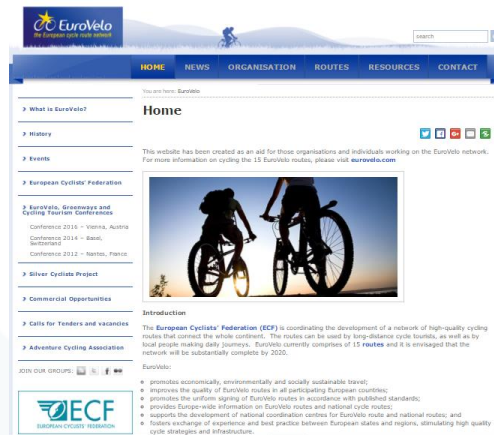 EuroVelo
the European cycle route network
search
HOME NEWS ORGANISATION ROUTES RESOURCES CONTACT
You are here: EuroVelo
What is EuroVelo?
History
Events
European Cyclists' Federation
EuroVelo, Greenways and
Cycling Tourism Conferences
Conference 2016 – Vienna, Austria
Conference 2014 – Basel,
Switzerland
Conference 2012 – Nantes, France
Silver Cyclists Project
Commercial Opportunities
Calls for Tenders and vacancies
Adventure Cycling Association
JOIN OUR GROUPS:
ECF
EUROPEAN CYCLISTS' FEDERATION
Home
This website has been created as an aid for those organisations and individuals working on the EuroVelo network.
For more information on cycling the 15 EuroVelo routes, please visit eurovelo.com
Introduction
The European Cyclists' Federation (ECF) is coordinating the development of a network of high-quality cycling
routes that connect the whole continent. The routes can be used by long-distance cycle tourists, as well as by
local people making daily journeys. EuroVelo currently comprises of 15 routes and it is envisaged that the
network will be substantially complete by 2020.
EuroVelo:
promotes economically, environmentally and socially sustainable travel;
improves the quality of EuroVelo routes in all participating European countries;
promotes the uniform signing of EuroVelo routes in accordance with published standards;
provides Europe-wide information on EuroVelo routes and national cycle routes;
supports the development of national coordination centres for EuroVelo route and national routes; and
fosters exchange of experience and best practice between European states and regions, stimulating high quality
cycle strategies and infrastructure.